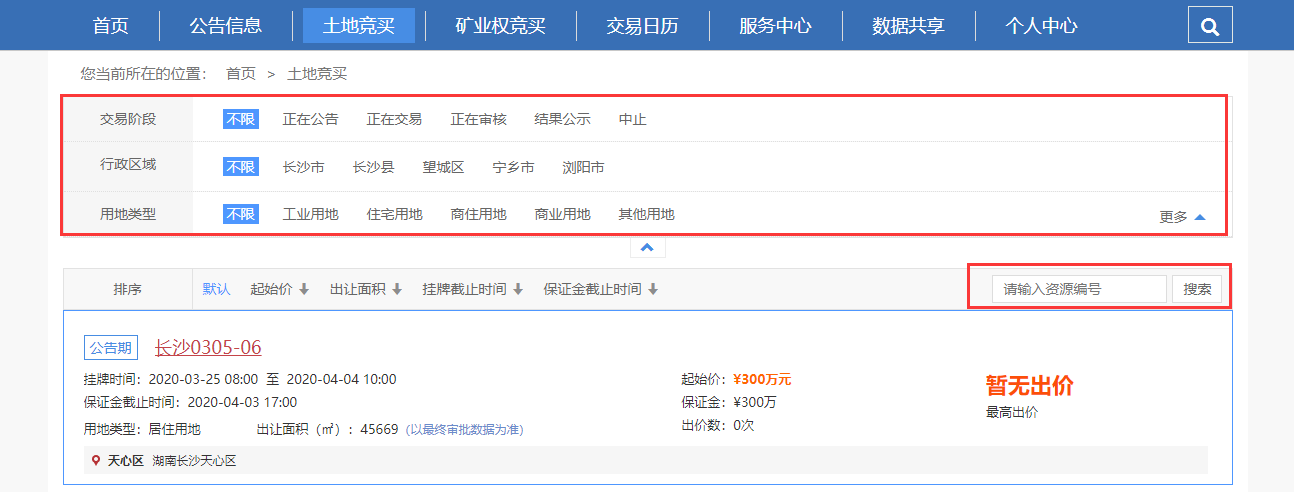 首页 公告信息 土地竞买 矿业权竞买 交易日历 服务中心 数据共享 个人中心
您当前所在的位置： 首页 > 土地竞买
交易阶段 不限 正在公告 正在交易 正在审核 结果公示 中止
行政区域 不限 长沙市 长沙县 望城区 宁乡市 浏阳市
用地类型 不限 工业用地 住宅用地 商住用地 商业用地 其他用地 更多
排序 默认 起始价 出让面积 挂牌截止时间 保证金截止时间 请输入资源编号 搜索
公告期 长沙0305-06
挂牌时间：2020-03-25 08:00 至 2020-04-04 10:00 起始价：¥300万元 暂无出价
保证金截止时间：2020-04-03 17:00 保证金：¥300万 最高出价
用地类型：居住用地 出让面积（㎡）：45669（以最终审批数据为准） 出价数：0次
天心区 湖南长沙天心区